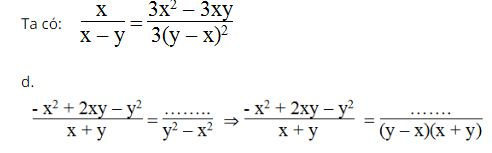 Ta có: x/(x – y) = (3x² – 3xy)/(3(y – x)²)
d.
(- x² + 2xy – y²)/(x + y) = ......../(y² – x²) ⇒ (- x² + 2xy – y²)/(x + y) = ......./((y – x)(x + y))